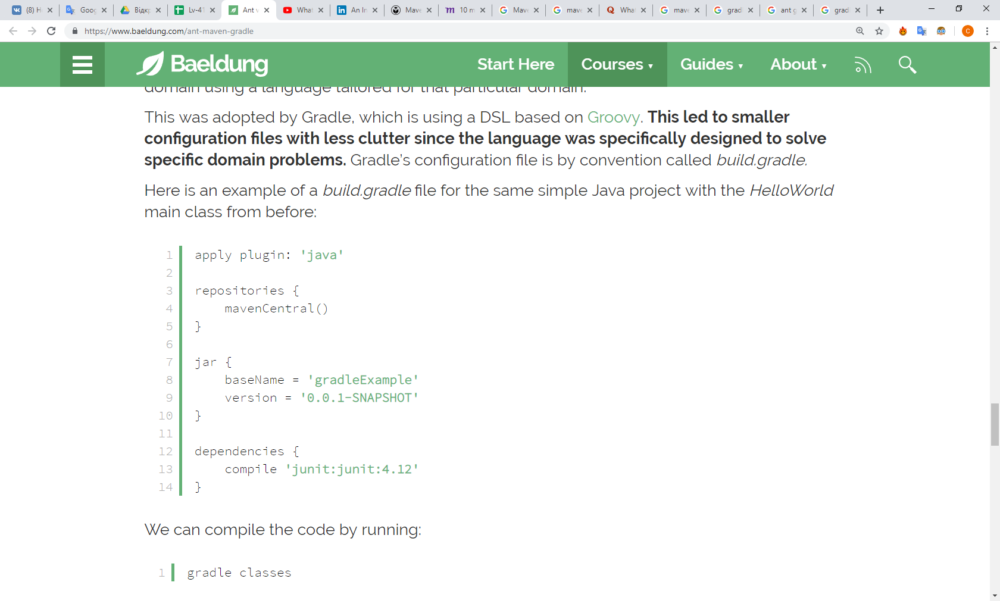 (8) H
Goog
Відкр
Lv-41
Ant v
What
in An In
Mave
m 10 m
Mave
mave
Q What
mave
grad
ant g
grad
https://www.baeldung.com/ant-maven-gradle
C
Baeldung
Start Here
Courses
Guides
About
domain using a language tailored for that particular domain.
This was adopted by Gradle, which is using a DSL based on Groovy. This led to smaller
configuration files with less clutter since the language was specifically designed to solve
specific domain problems. Gradle’s configuration file is by convention called build.gradle.
Here is an example of a build.gradle file for the same simple Java project with the HelloWorld
main class from before:
1 apply plugin: 'java'
2
3 repositories {
4     mavenCentral()
5 }
6
7 jar {
8     baseName = 'gradleExample'
9     version = '0.0.1-SNAPSHOT'
10 }
11
12 dependencies {
13     compile 'junit:junit:4.12'
14 }
We can compile the code by running:
1 gradle classes